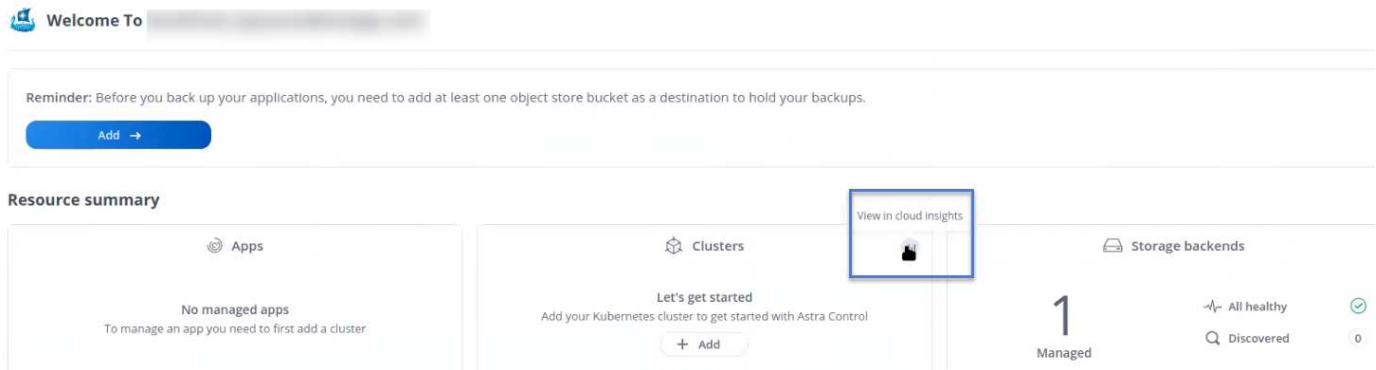 Welcome To
Reminder: Before you back up your applications, you need to add at least one object store bucket as a destination to hold your backups.
Add →
Resource summary
View in cloud insights
Apps
No managed apps
To manage an app you need to first add a cluster
Clusters
Let's get started
Add your Kubernetes cluster to get started with Astra Control
+ Add
Storage backends
1
Managed
All healthy
Discovered 0